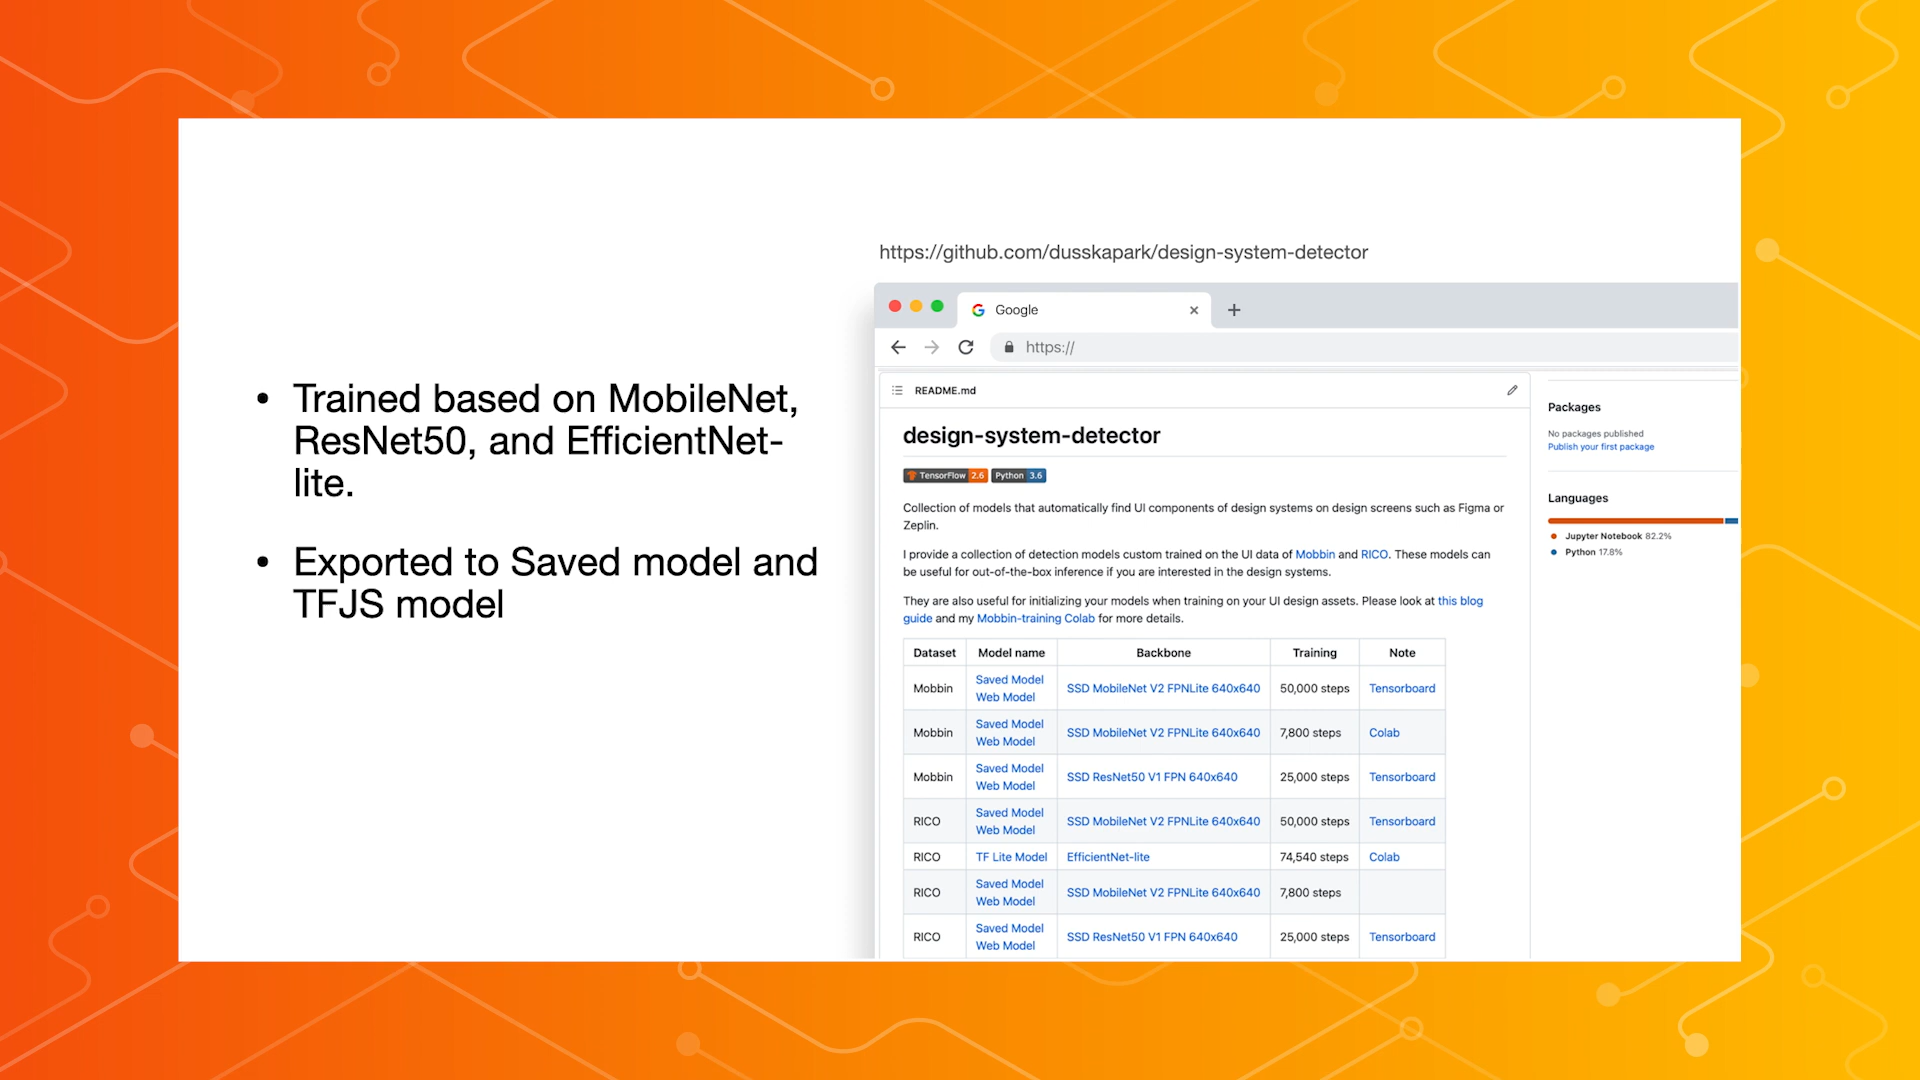 https://github.com/dusskapark/design-system-detector
• Trained based on MobileNet,
ResNet50, and EfficientNet-
lite.
• Exported to Saved model and
TFJS model
Google
https://
README.md
design-system-detector
TensorFlow 2.6 Python 3.6
Collection of models that automatically find UI components of design systems on design screens such as Figma or
Zeplin.
I provide a collection of detection models custom trained on the UI data of Mobbin and RICO. These models can
be useful for out-of-the-box inference if you are interested in the design systems.
They are also useful for initializing your models when training on your UI design assets. Please look at this blog
guide and my Mobbin-training Colab for more details.
Dataset Model name Backbone Training Note
Mobbin Saved Model
Web Model SSD MobileNet V2 FPNLite 640x640 50,000 steps Tensorboard
Mobbin Saved Model
Web Model SSD MobileNet V2 FPNLite 640x640 7,800 steps Colab
Mobbin Saved Model
Web Model SSD ResNet50 V1 FPN 640x640 25,000 steps Tensorboard
RICO Saved Model
Web Model SSD MobileNet V2 FPNLite 640x640 50,000 steps Tensorboard
RICO TF Lite Model EfficientNet-lite 74,540 steps Colab
RICO Saved Model
Web Model SSD MobileNet V2 FPNLite 640x640 7,800 steps
RICO Saved Model
Web Model SSD ResNet50 V1 FPN 640x640 25,000 steps Tensorboard
Packages
No packages published
Publish your first package
Languages
Jupyter Notebook 82.2%
Python 17.8%